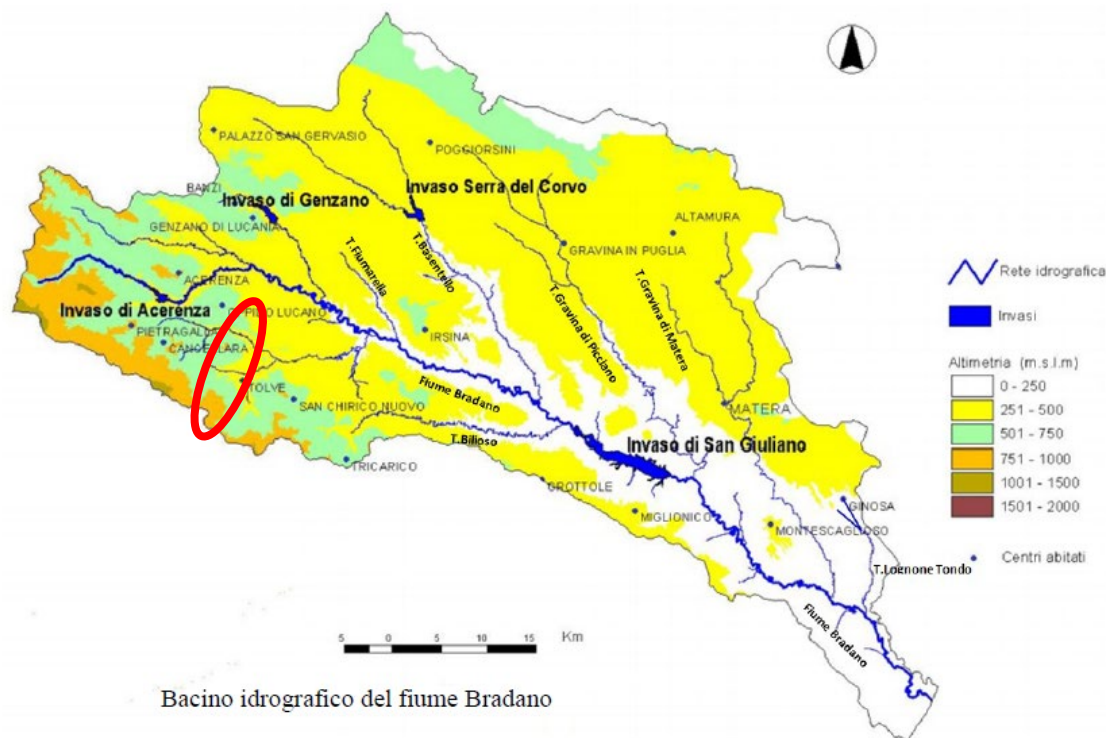 PALAZZO SAN GERVASIO
POGGIORSINI
BANZI
Invaso di Genzano
Invaso Serra del Corvo
GENZANO DI LUCANIA
ALTAMURA
GRAVINA IN PUGLIA
T.Fiumarella
T.Basentello
T.Gravina di Picciano
T.Gravina di Matera
Rete idrografica
Invasi
ACERENZA
Invaso di Acerenza
PIETRAGALLA
CANCELLARA
IRSINA
TOLVE
SAN CHIRICO NUOVO
Fiume Bradano
T.Bilioso
TRICARICO
MATERA
Invaso di San Giuliano
GROTTOLE
MIGLIONICO
MONTESCAGLIOSO
GINOSA
T.Lognone Tondo
Fiume Bradano
Altimetria (m.s.l.m)
0 - 250
251 - 500
501 - 750
751 - 1000
1001 - 1500
1501 - 2000
Centri abitati
5 0 5 10 15 Km
Bacino idrografico del fiume Bradano